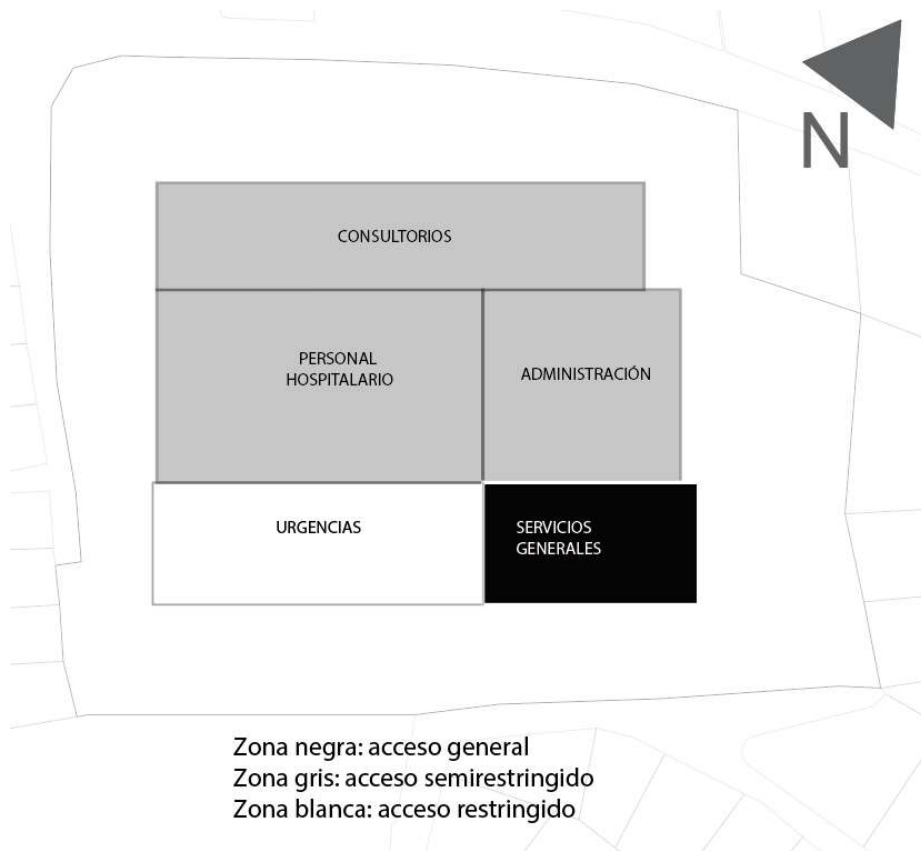 N
CONSULTORIOS
PERSONAL
HOSPITALARIO
ADMINISTRACIÓN
URGENCIAS
SERVICIOS
GENERALES
Zona negra: acceso general
Zona gris: acceso semirestringido
Zona blanca: acceso restringido